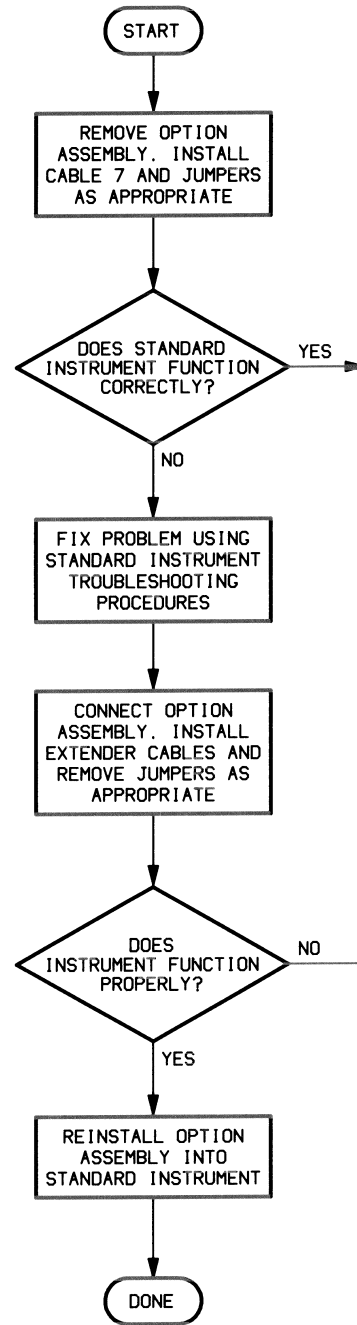 START
REMOVE OPTION
ASSEMBLY. INSTALL
CABLE 7 AND JUMPERS
AS APPROPRIATE
DOES STANDARD
INSTRUMENT FUNCTION
CORRECTLY?
YES
NO
FIX PROBLEM USING
STANDARD INSTRUMENT
TROUBLESHOOTING
PROCEDURES
CONNECT OPTION
ASSEMBLY. INSTALL
EXTENDER CABLES AND
REMOVE JUMPERS AS
APPROPRIATE
DOES
INSTRUMENT FUNCTION
PROPERLY?
NO
YES
REINSTALL OPTION
ASSEMBLY INTO
STANDARD INSTRUMENT
DONE